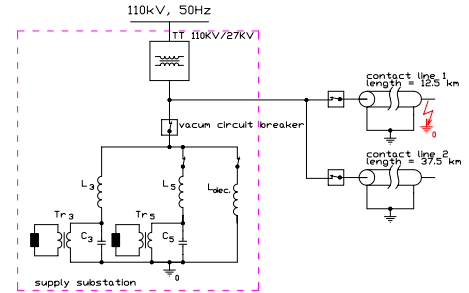 110kV, 50Hz
TT 110kV/27kV
contact line 1
length = 12.5 km
0
vacum circuit breaker
contact line 2
length = 37.5 km
L3
L5
Ldec.
Tr3
Tr5
C3
C5
0
supply substation